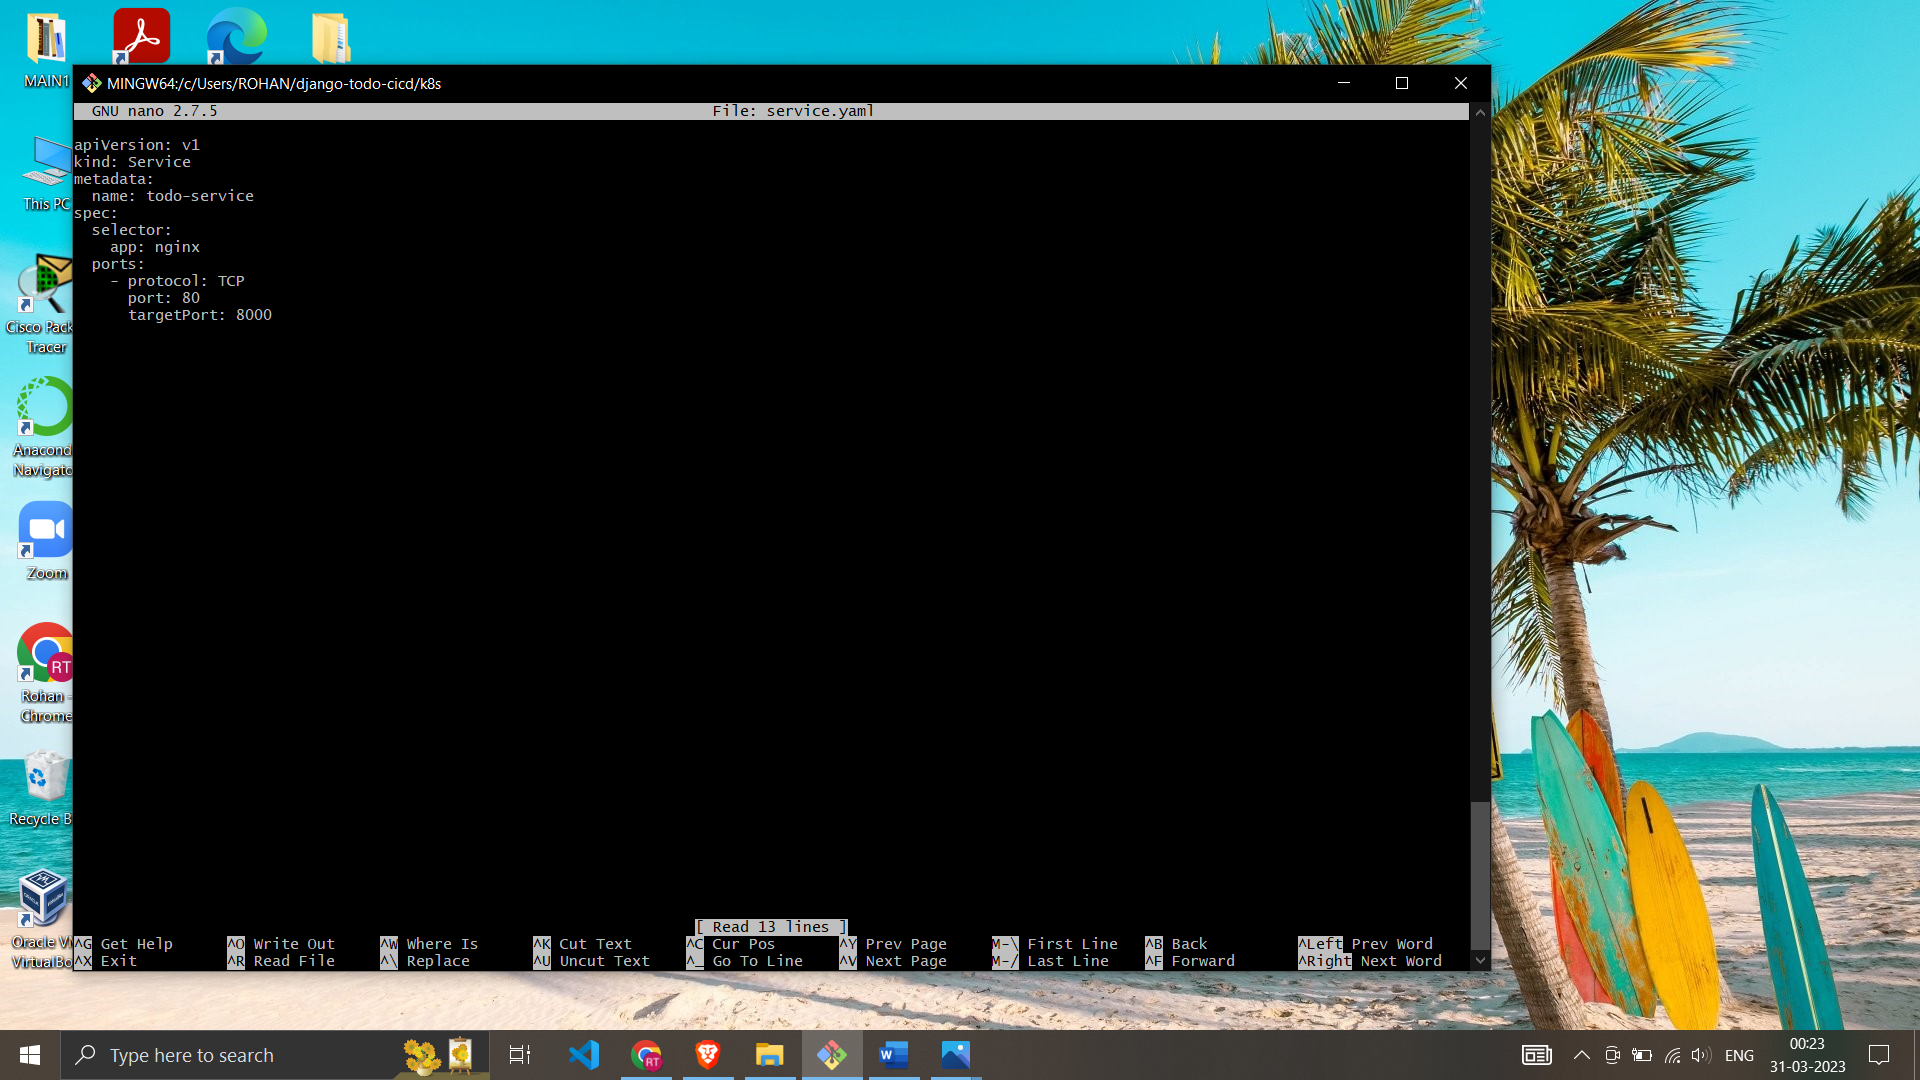 MAIN1
This PC
Cisco Pack
Tracer
Anacond
Navigato
Zoom
RT
Rohan -
Chrome
Recycle B
Oracle V
VirtualBo
MINGW64:/c/Users/ROHAN/django-todo-cicd/k8s
GNU nano 2.7.5 File: service.yaml
apiVersion: v1
kind: Service
metadata:
  name: todo-service
spec:
  selector:
    app: nginx
  ports:
    - protocol: TCP
      port: 80
      targetPort: 8000
[ Read 13 lines ]
^G Get Help ^O Write Out ^W Where Is ^K Cut Text ^C Cur Pos ^Y Prev Page M-\ First Line ^B Back ^Left Prev Word
^X Exit ^R Read File ^\ Replace ^U Uncut Text ^_ Go To Line ^V Next Page M-/ Last Line ^F Forward ^Right Next Word
Type here to search
RT
W
ENG
00:23
31-03-2023